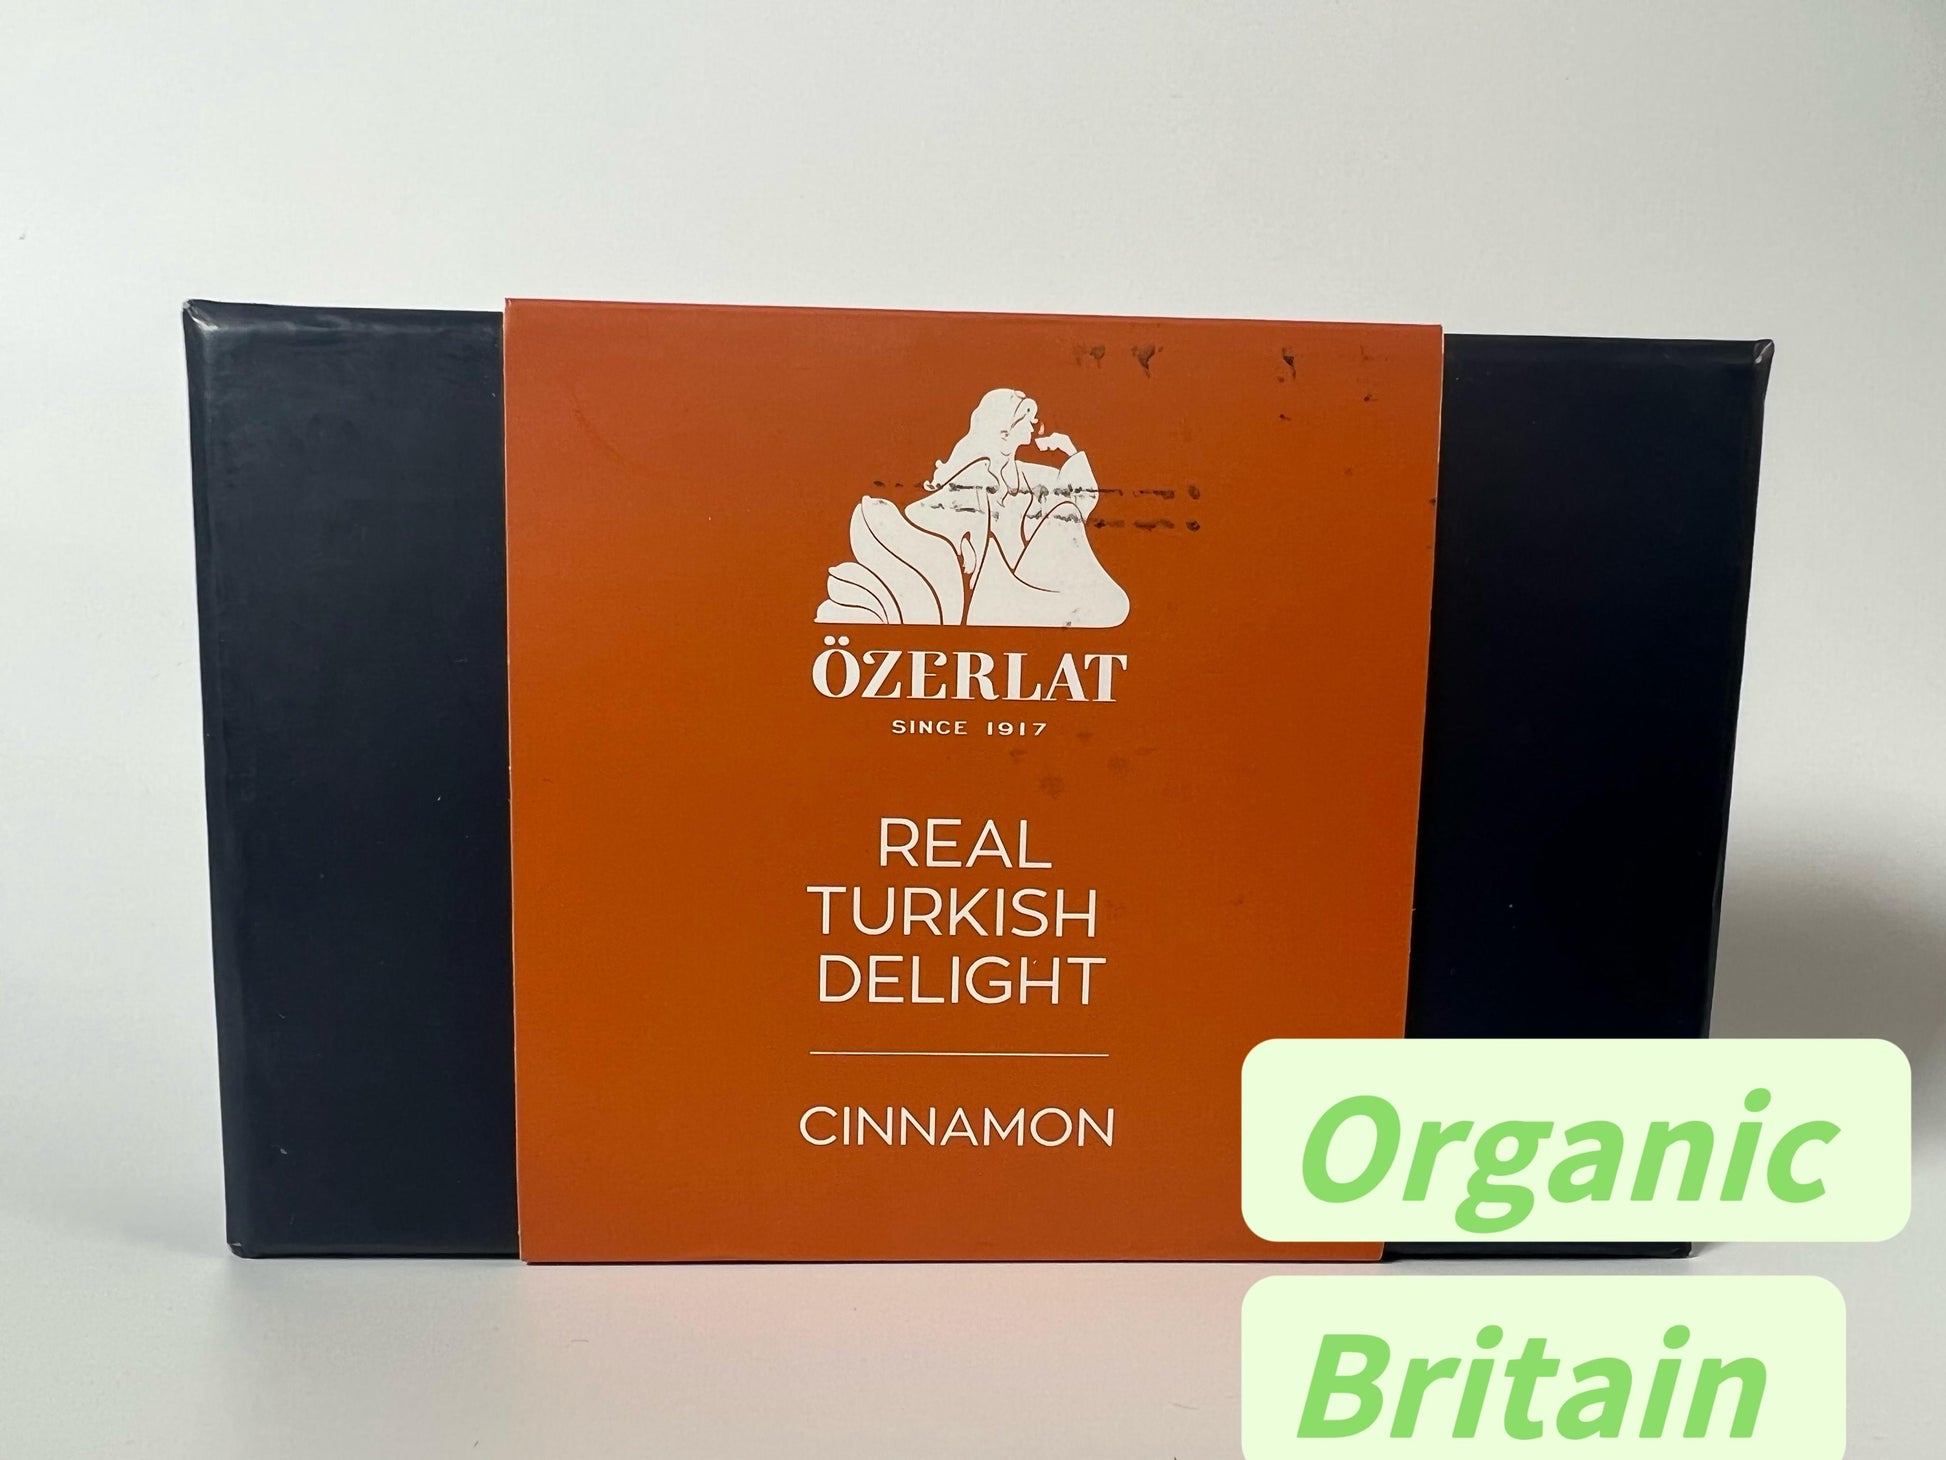 ÖZERLAT
SINCE 1917
REAL
TURKISH
DELIGHT
CINNAMON
Organic
Britain